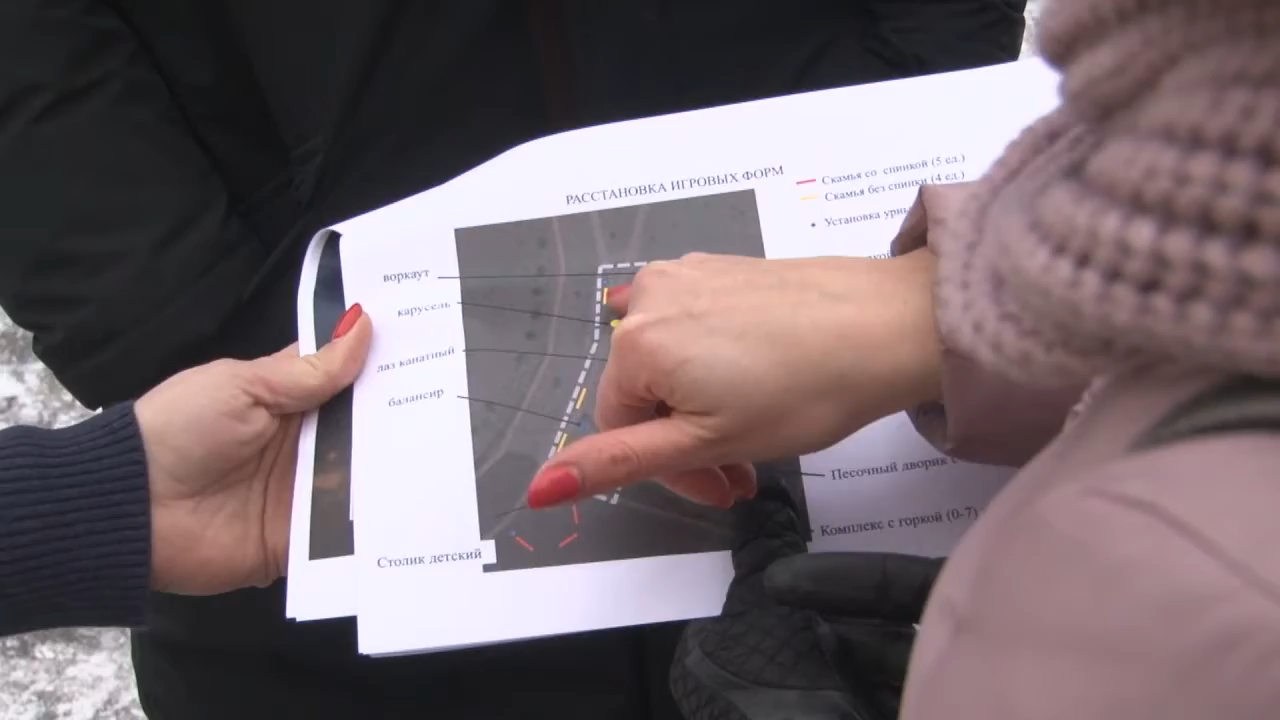 РАССТАНОВКА ИГРОВЫХ ФОРМ
Скамья со спинкой (5 ед.)
Скамья без спинки (4 ед.)
Установка урны
воркаут
карусель
лаз канатный
балансир
Песочный дворик с
Комплекс с горкой (0-7)
Столик детский